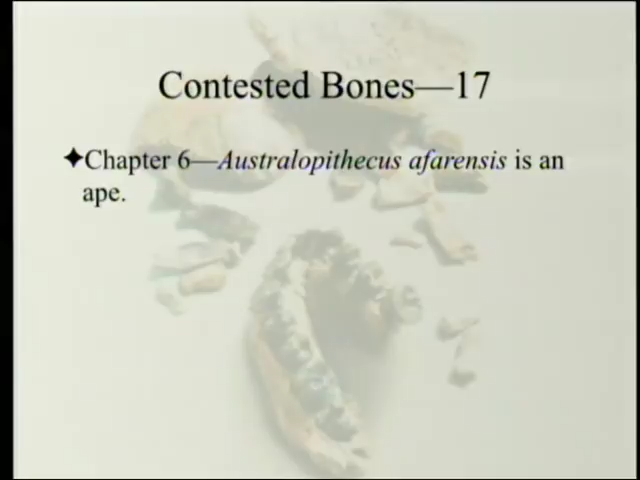 Contested Bones—17
✦Chapter 6—Australopithecus afarensis is an
ape.